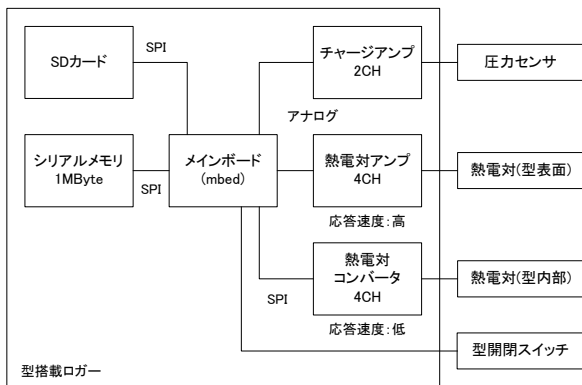 SDカード
SPI
チャージアンプ
2CH
圧力センサ
アナログ
シリアルメモリ
1MByte
SPI
メインボード
(mbed)
熱電対アンプ
4CH
熱電対(型表面)
応答速度:高
熱電対
コンバータ
4CH
SPI
熱電対(型内部)
応答速度:低
型開閉スイッチ
型搭載ロガー